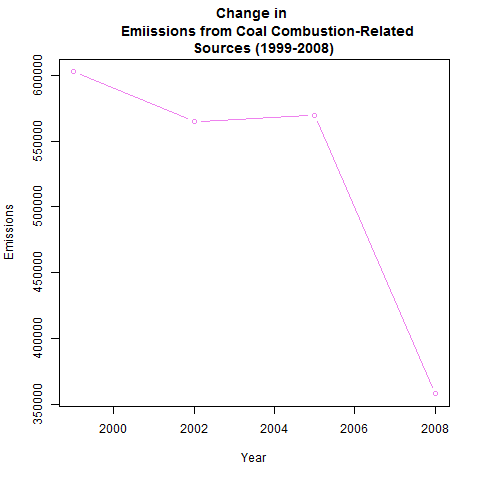 Change in
Emiissions from Coal Combustion-Related
Sources (1999-2008)
600000
550000
500000
450000
400000
350000
Emissions
2000 2002 2004 2006 2008
Year